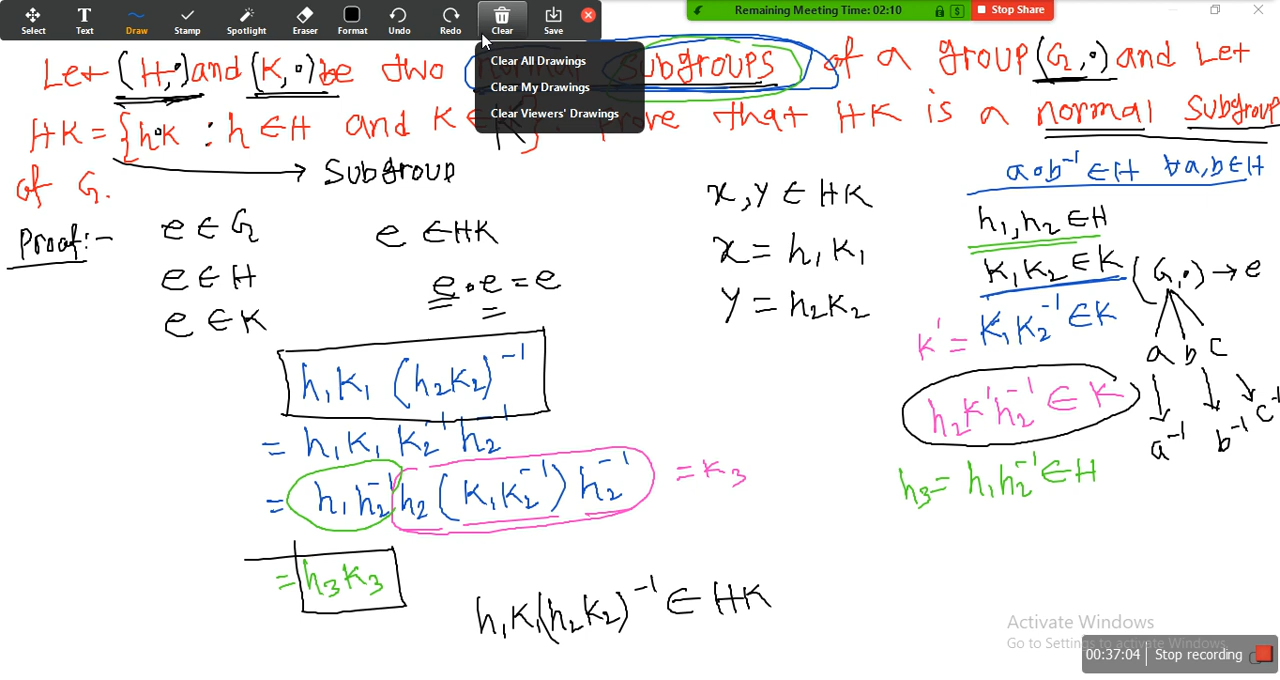 Select Text Draw Stamp Spotlight Eraser Format Undo Redo Clear Save
Remaining Meeting Time: 02:10 $ Stop Share
Clear All Drawings
Clear My Drawings
Clear Viewers' Drawings
Let (H,•) and (K,•) be two subgroups of a group (G,•) and Let
HK = {h•K : h ∈ H and K ∈ K} prove that HK is a normal subgroup
of G.
→ Subgroup
a∘b⁻¹ ∈ H ∀ a,b ∈ H
Proof:-
e ∈ G
e ∈ H
e ∈ K
e ∈ HK
e • e = e
x, y ∈ HK
x = h₁K₁
y = h₂K₂
h₁, h₂ ∈ H
K₁K₂ ∈ K
K' = K₁K₂⁻¹ ∈ K
h₂K'h₂⁻¹ ∈ K
h₃ = h₁h₂⁻¹ ∈ H
(G,•) → e
a b c
a⁻¹ b⁻¹ c⁻¹
h₁K₁ (h₂K₂)⁻¹
= h₁K₁ K₂⁻¹ h₂⁻¹
= h₁h₂⁻¹ h₂ (K₁K₂⁻¹) h₂⁻¹ = K₃
= h₃K₃
h₁K₁(h₂K₂)⁻¹ ∈ HK
Activate Windows
Go to Settings to activate Windows.
00:37:04 Stop recording